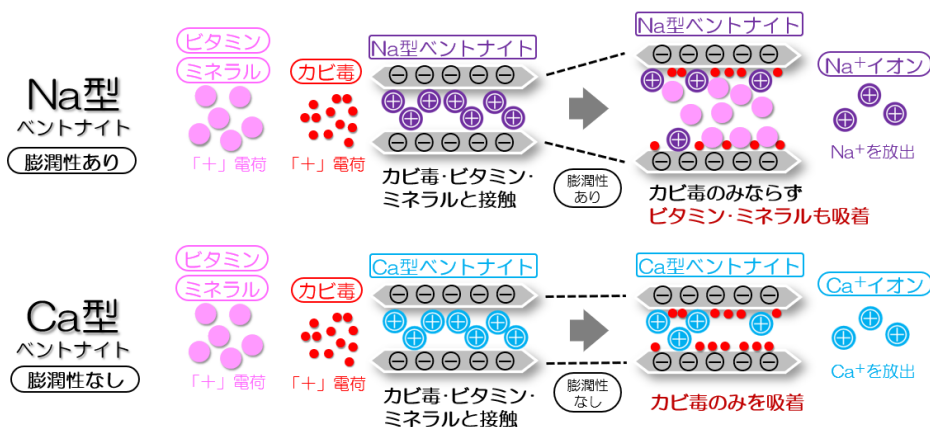 Na型
ベントナイト
膨潤性あり
ビタミン
ミネラル
「+」電荷
カビ毒
「+」電荷
Na型ベントナイト
カビ毒・ビタミン・
ミネラルと接触
膨潤性
あり
Na型ベントナイト
カビ毒のみならず
ビタミン・ミネラルも吸着
Na⁺イオン
Na⁺を放出
Ca型
ベントナイト
膨潤性なし
ビタミン
ミネラル
「+」電荷
カビ毒
「+」電荷
Ca型ベントナイト
カビ毒・ビタミン・
ミネラルと接触
膨潤性
なし
Ca型ベントナイト
カビ毒のみを吸着
Ca⁺イオン
Ca⁺を放出